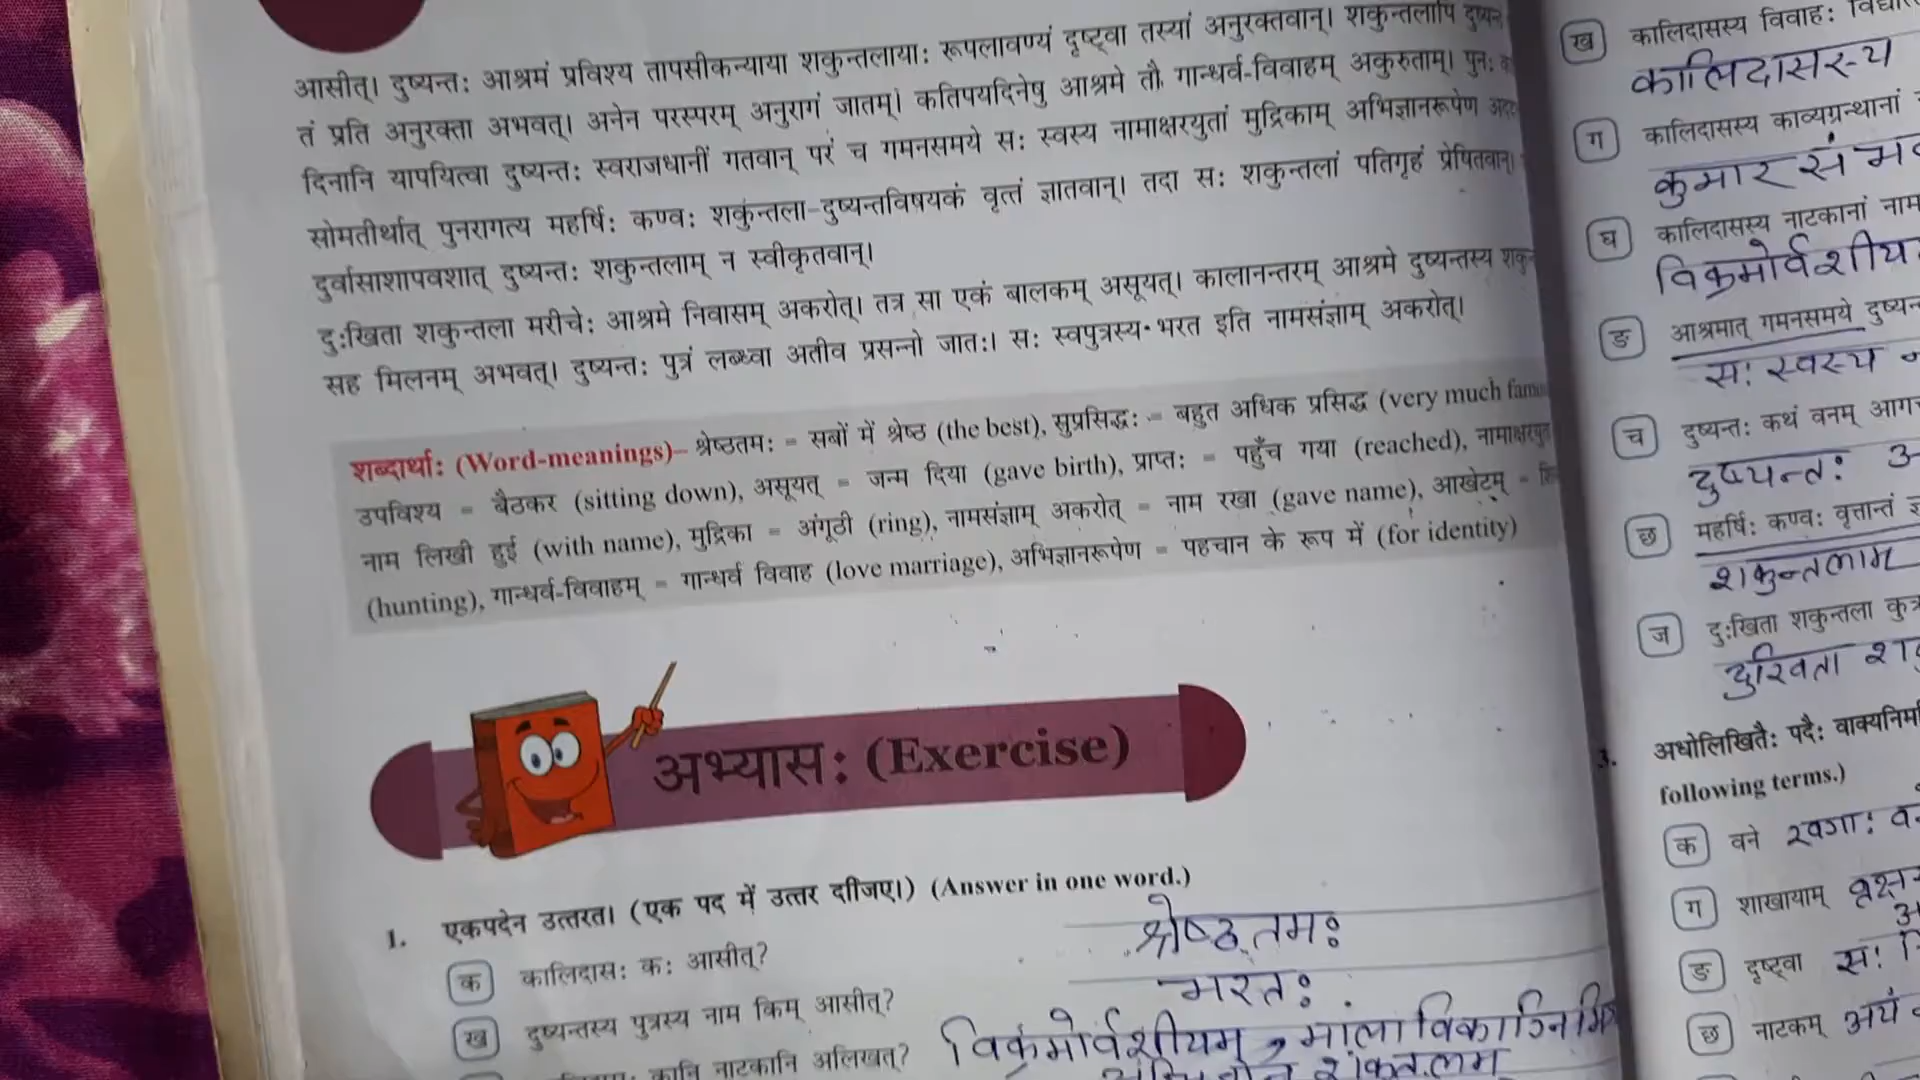 आसीत्। दुष्यन्तः आश्रमं प्रविश्य तापसीकन्याया शकुन्तलायाः रूपलावण्यं दृष्ट्वा तस्यां अनुरक्तवान्। शकुन्तलापि
तं प्रति अनुरक्ता अभवत्। अनेन परस्परम् अनुरागं जातम्। कतिपयदिनेषु आश्रमे तौ गान्धर्व-विवाहम् अकुरुताम्। पुनः
दिनानि यापयित्वा दुष्यन्तः स्वराजधानीं गतवान् परं च गमनसमये सः स्वस्य नामाक्षरयुतां मुद्रिकाम् अभिज्ञानरूपेण
सोमतीर्थात् पुनरागत्य महर्षिः कण्वः शकुन्तला-दुष्यन्तविषयकं वृत्तं ज्ञातवान्। तदा सः शकुन्तलां पतिगृहं प्रेषितवान्।
दुर्वासाशापवशात् दुष्यन्तः शकुन्तलाम् न स्वीकृतवान्।
दुःखिता शकुन्तला मरीचेः आश्रमे निवासम् अकरोत्। तत्र सा एकं बालकम् असूयत्। कालानन्तरम् आश्रमे दुष्यन्तस्य
सह मिलनम् अभवत्। दुष्यन्तः पुत्रं लब्ध्वा अतीव प्रसन्नो जातः। सः स्वपुत्रस्य भरत इति नामसंज्ञाम् अकरोत्।
शब्दार्थाः (Word-meanings)– श्रेष्ठतमः = सबों में श्रेष्ठ (the best), सुप्रसिद्धः = बहुत अधिक प्रसिद्ध (very much
उपविश्य = बैठकर (sitting down), असूयत् = जन्म दिया (gave birth), प्राप्तः = पहुँच गया (reached),
नाम लिखी हुई (with name), मुद्रिका = अंगूठी (ring), नामसंज्ञाम् अकरोत् = नाम रखा (gave name), आखेटम् =
(hunting), गान्धर्व-विवाहम् = गान्धर्व विवाह (love marriage), अभिज्ञानरूपेण = पहचान के रूप में (for identity)
अभ्यासः (Exercise)
1. एकपदेन उत्तरत। (एक पद में उत्तर दीजिए।) (Answer in one word.)
क कालिदासः कः आसीत्? श्रेष्ठतमः
ख दुष्यन्तस्य पुत्रस्य नाम किम् आसीत्? भरतः
कानि नाटकानि अलिखत्? विक्रमोर्वशीयम्,
ख कालिदासस्य विवाहः
कालिदासस्य
ग कालिदासस्य काव्यग्रन्थानां
घ कालिदासस्य नाटकानां नाम
ङ आश्रमात् गमनसमये
सः स्वस्य
च दुष्यन्तः कथं वनम्
दुष्यन्तः
छ महर्षिः कण्वः वृत्तान्तं
शकुन्तलाम
ज दुःखिता शकुन्तला
3. अधोलिखितैः पदैः
following terms.)
क वने खगाः
ग शाखायाम्
ङ दृष्ट्वा सः
छ नाटकम् अयं